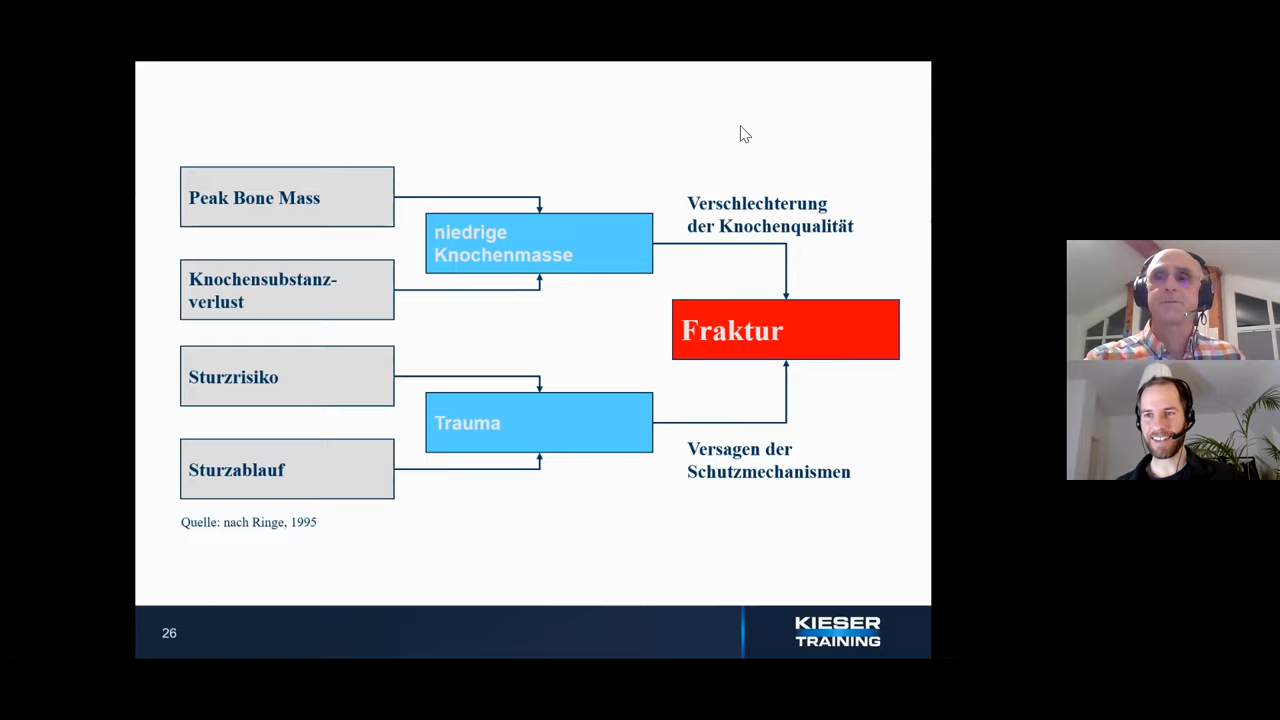 Peak Bone Mass
Knochensubstanz-
verlust
Sturzrisiko
Sturzablauf
niedrige
Knochenmasse
Trauma
Verschlechterung
der Knochenqualität
Fraktur
Versagen der
Schutzmechanismen
Quelle: nach Ringe, 1995
26
KIESER
TRAINING